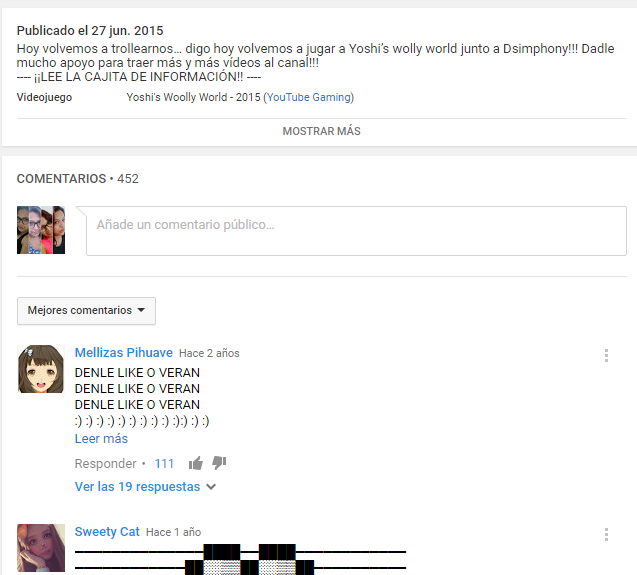 Publicado el 27 jun. 2015
Hoy volvemos a trollearnos… digo hoy volvemos a jugar a Yoshi's wolly world junto a Dsimphony!!! Dadle
mucho apoyo para traer más y más vídeos al canal!!!
---- ¡¡LEE LA CAJITA DE INFORMACIÓN!! ----
Videojuego Yoshi's Woolly World - 2015 (YouTube Gaming)
MOSTRAR MÁS
COMENTARIOS • 452
Añade un comentario público...
Mejores comentarios
Mellizas Pihuave Hace 2 años
DENLE LIKE O VERAN
DENLE LIKE O VERAN
DENLE LIKE O VERAN
:) :) :) :) :) :) :) :) :) :):) :) :)
Leer más
Responder • 111
Ver las 19 respuestas
Sweety Cat Hace 1 año